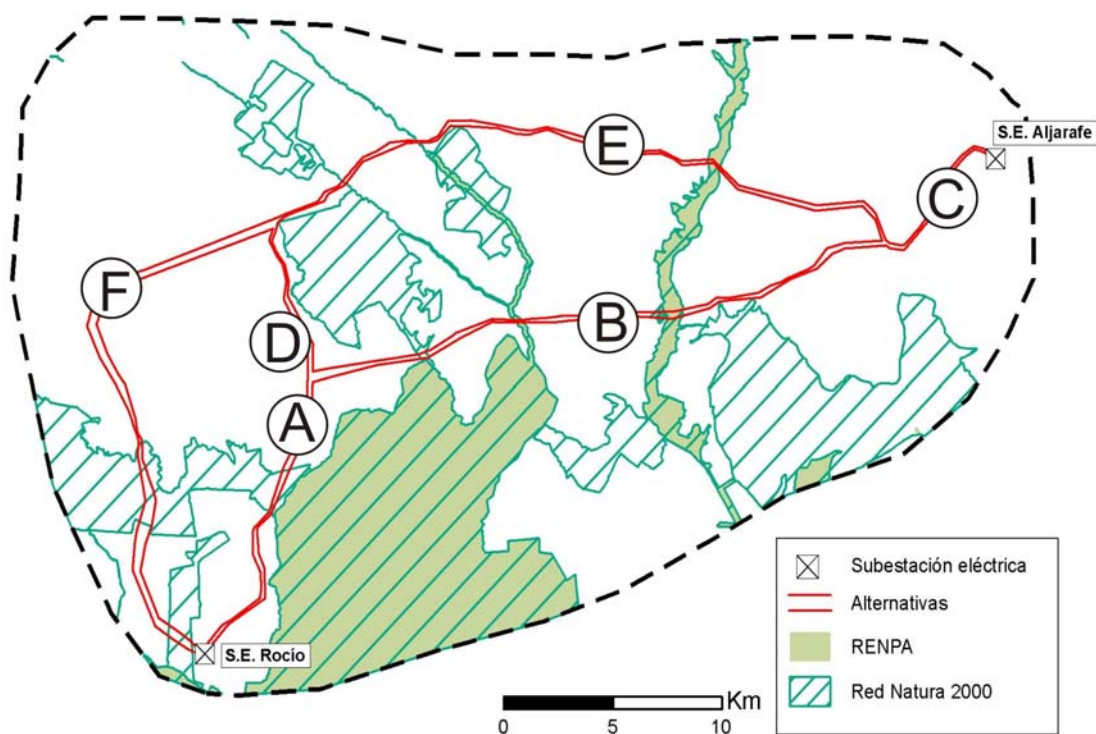 S.E. Aljarafe
E
C
F
B
D
A
S.E. Rocío
Subestación eléctrica
Alternativas
RENPA
Red Natura 2000
Km
0 5 10